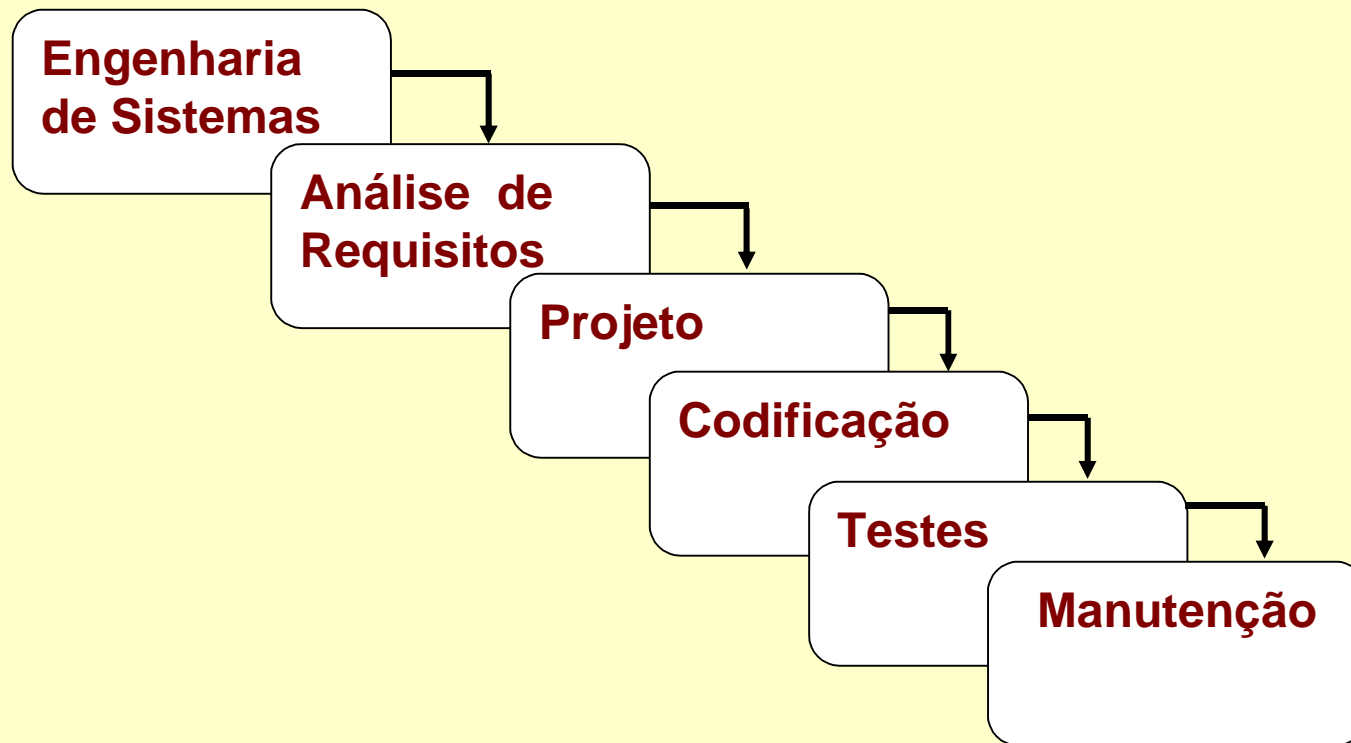 Engenharia
de Sistemas
Análise de
Requisitos
Projeto
Codificação
Testes
Manutenção